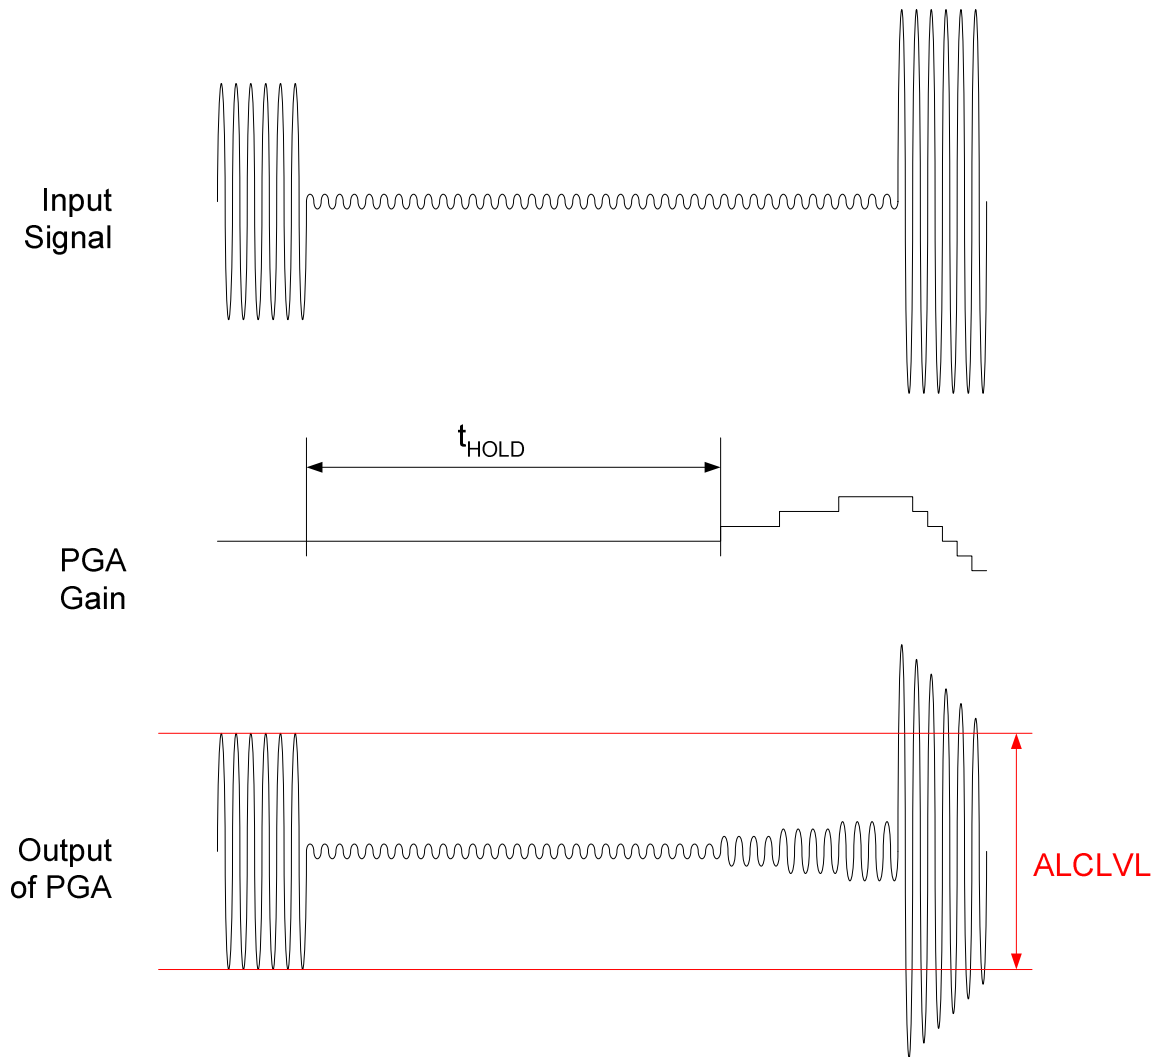 Input
Signal
tHOLD
PGA
Gain
Output
of PGA
ALCLVL